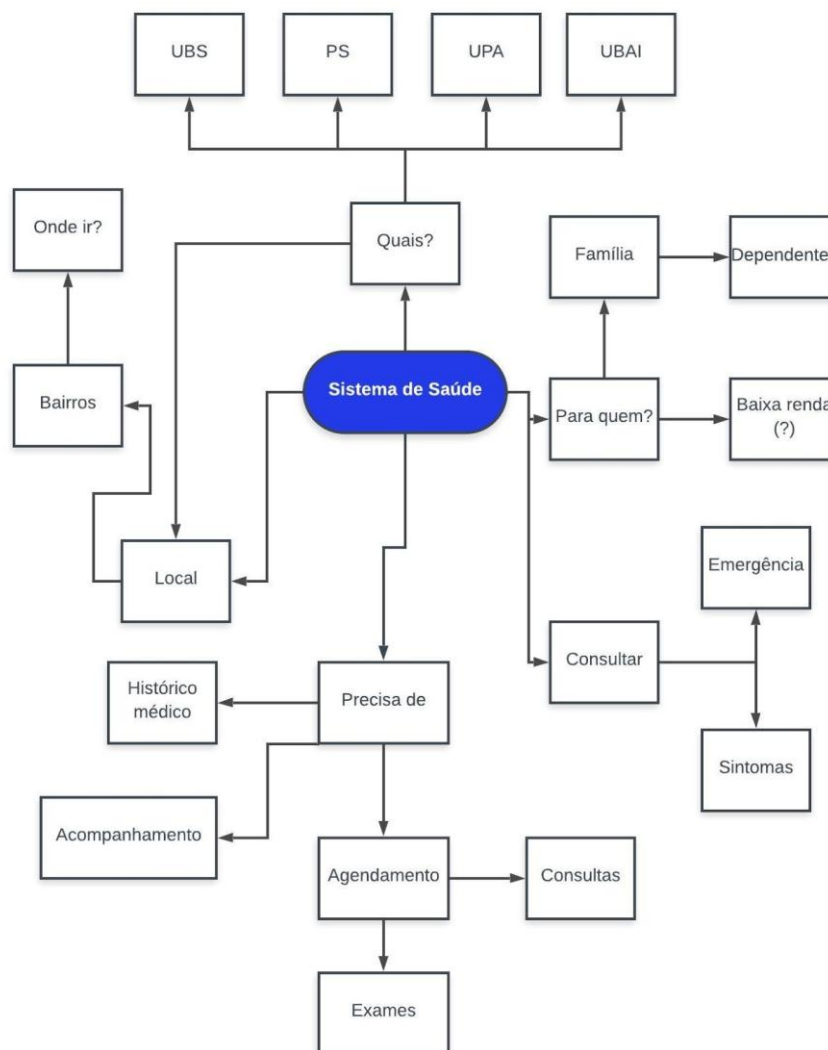 UBS
PS
UPA
UBAI
Onde ir?
Quais?
Família
Dependente
Bairros
Sistema de Saúde
Para quem?
Baixa renda
(?)
Local
Emergência
Consultar
Histórico
médico
Precisa de
Sintomas
Acompanhamento
Agendamento
Consultas
Exames